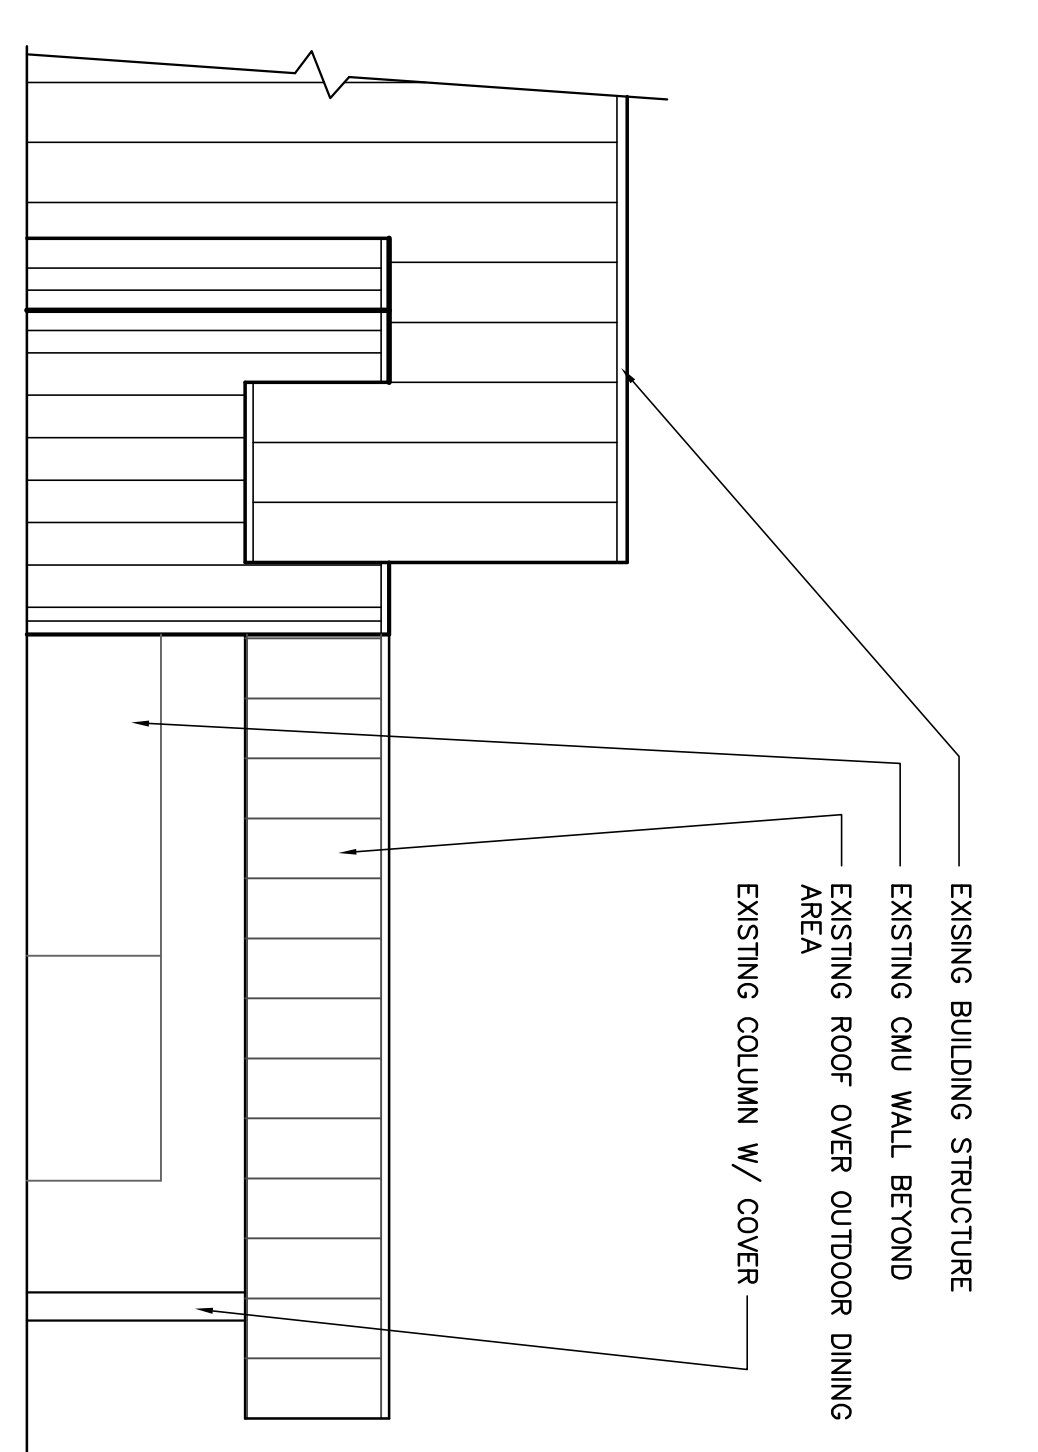 EXISING BUILDING STRUCTURE
EXISTING CMU WALL BEYOND
EXISTING ROOF OVER OUTDOOR DINING
AREA
EXISTING COLUMN W/ COVER